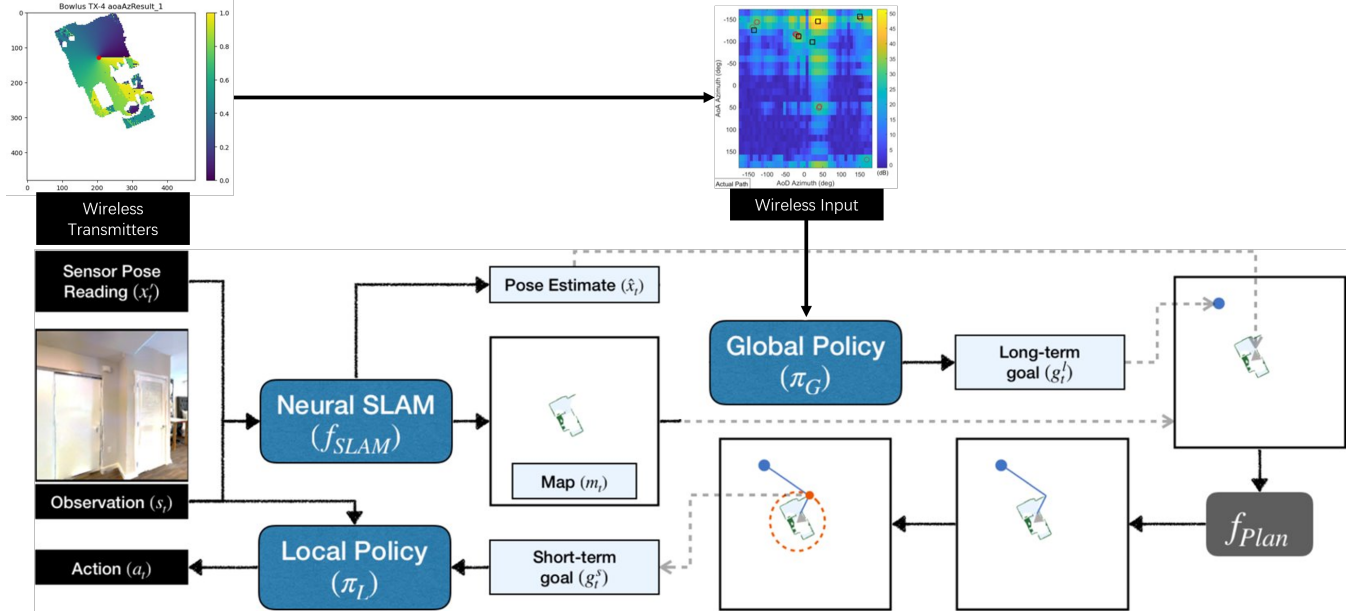 Bowlus TX-4 aoaAzResult_1
0
100
200
300
400
0
100
200
300
400
1.0
0.8
0.6
0.4
0.2
0.0
-150
-100
-50
0
50
100
150
AoA Azimuth (deg)
-150
-100
-50
0
50
100
150
AoD Azimuth (deg)
50
45
40
35
30
25
20
15
10
5
0
(dB)
Actual Path
Wireless
Transmitters
Wireless Input
Sensor Pose
Reading (x′ₜ)
Pose Estimate (x̂ₜ)
Global Policy
(π_G)
Long-term
goal (gₜˡ)
Neural SLAM
(f_SLAM)
Map (mₜ)
Observation (sₜ)
f_Plan
Local Policy
(π_L)
Short-term
goal (gₜˢ)
Action (aₜ)